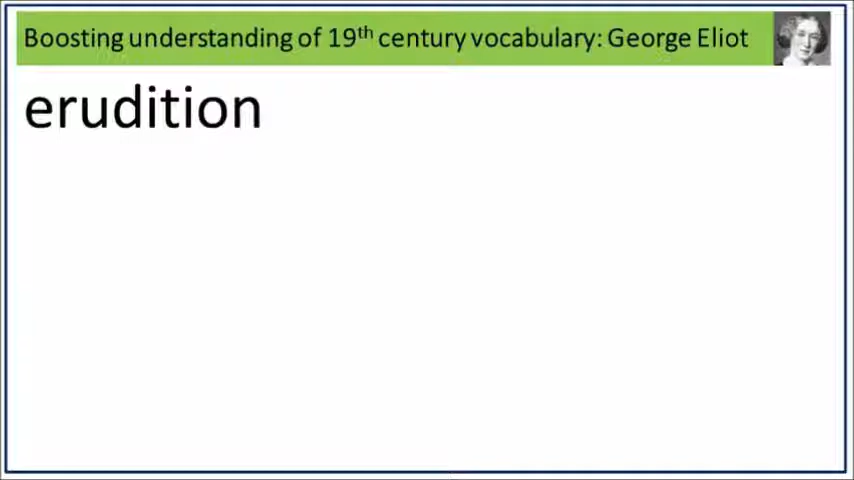 Boosting understanding of 19th century vocabulary: George Eliot
erudition